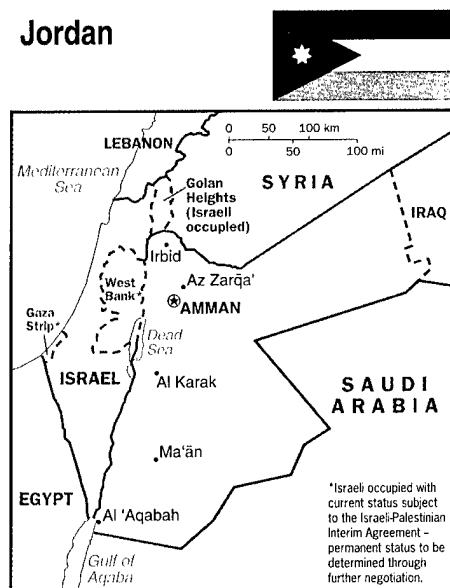 Jordan
LEBANON
0 50 100 km
0 50 100 mi
Mediterranean
Sea
Golan
Heights
(Israeli
occupied)
SYRIA
IRAQ
Irbid
Az Zarqa'
West
Bank*
AMMAN
Gaza
Strip*
Dead
Sea
ISRAEL
Al Karak
SAUDI
ARABIA
Ma'ān
EGYPT
Al 'Aqabah
Gulf of
Aqaba
*Israeli occupied with
current status subject
to the Israeli-Palestinian
Interim Agreement –
permanent status to be
determined through
further negotiation.